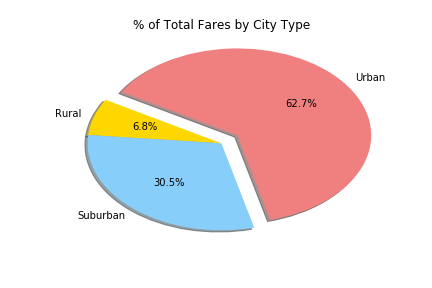 % of Total Fares by City Type
Urban
62.7%
Rural
6.8%
30.5%
Suburban